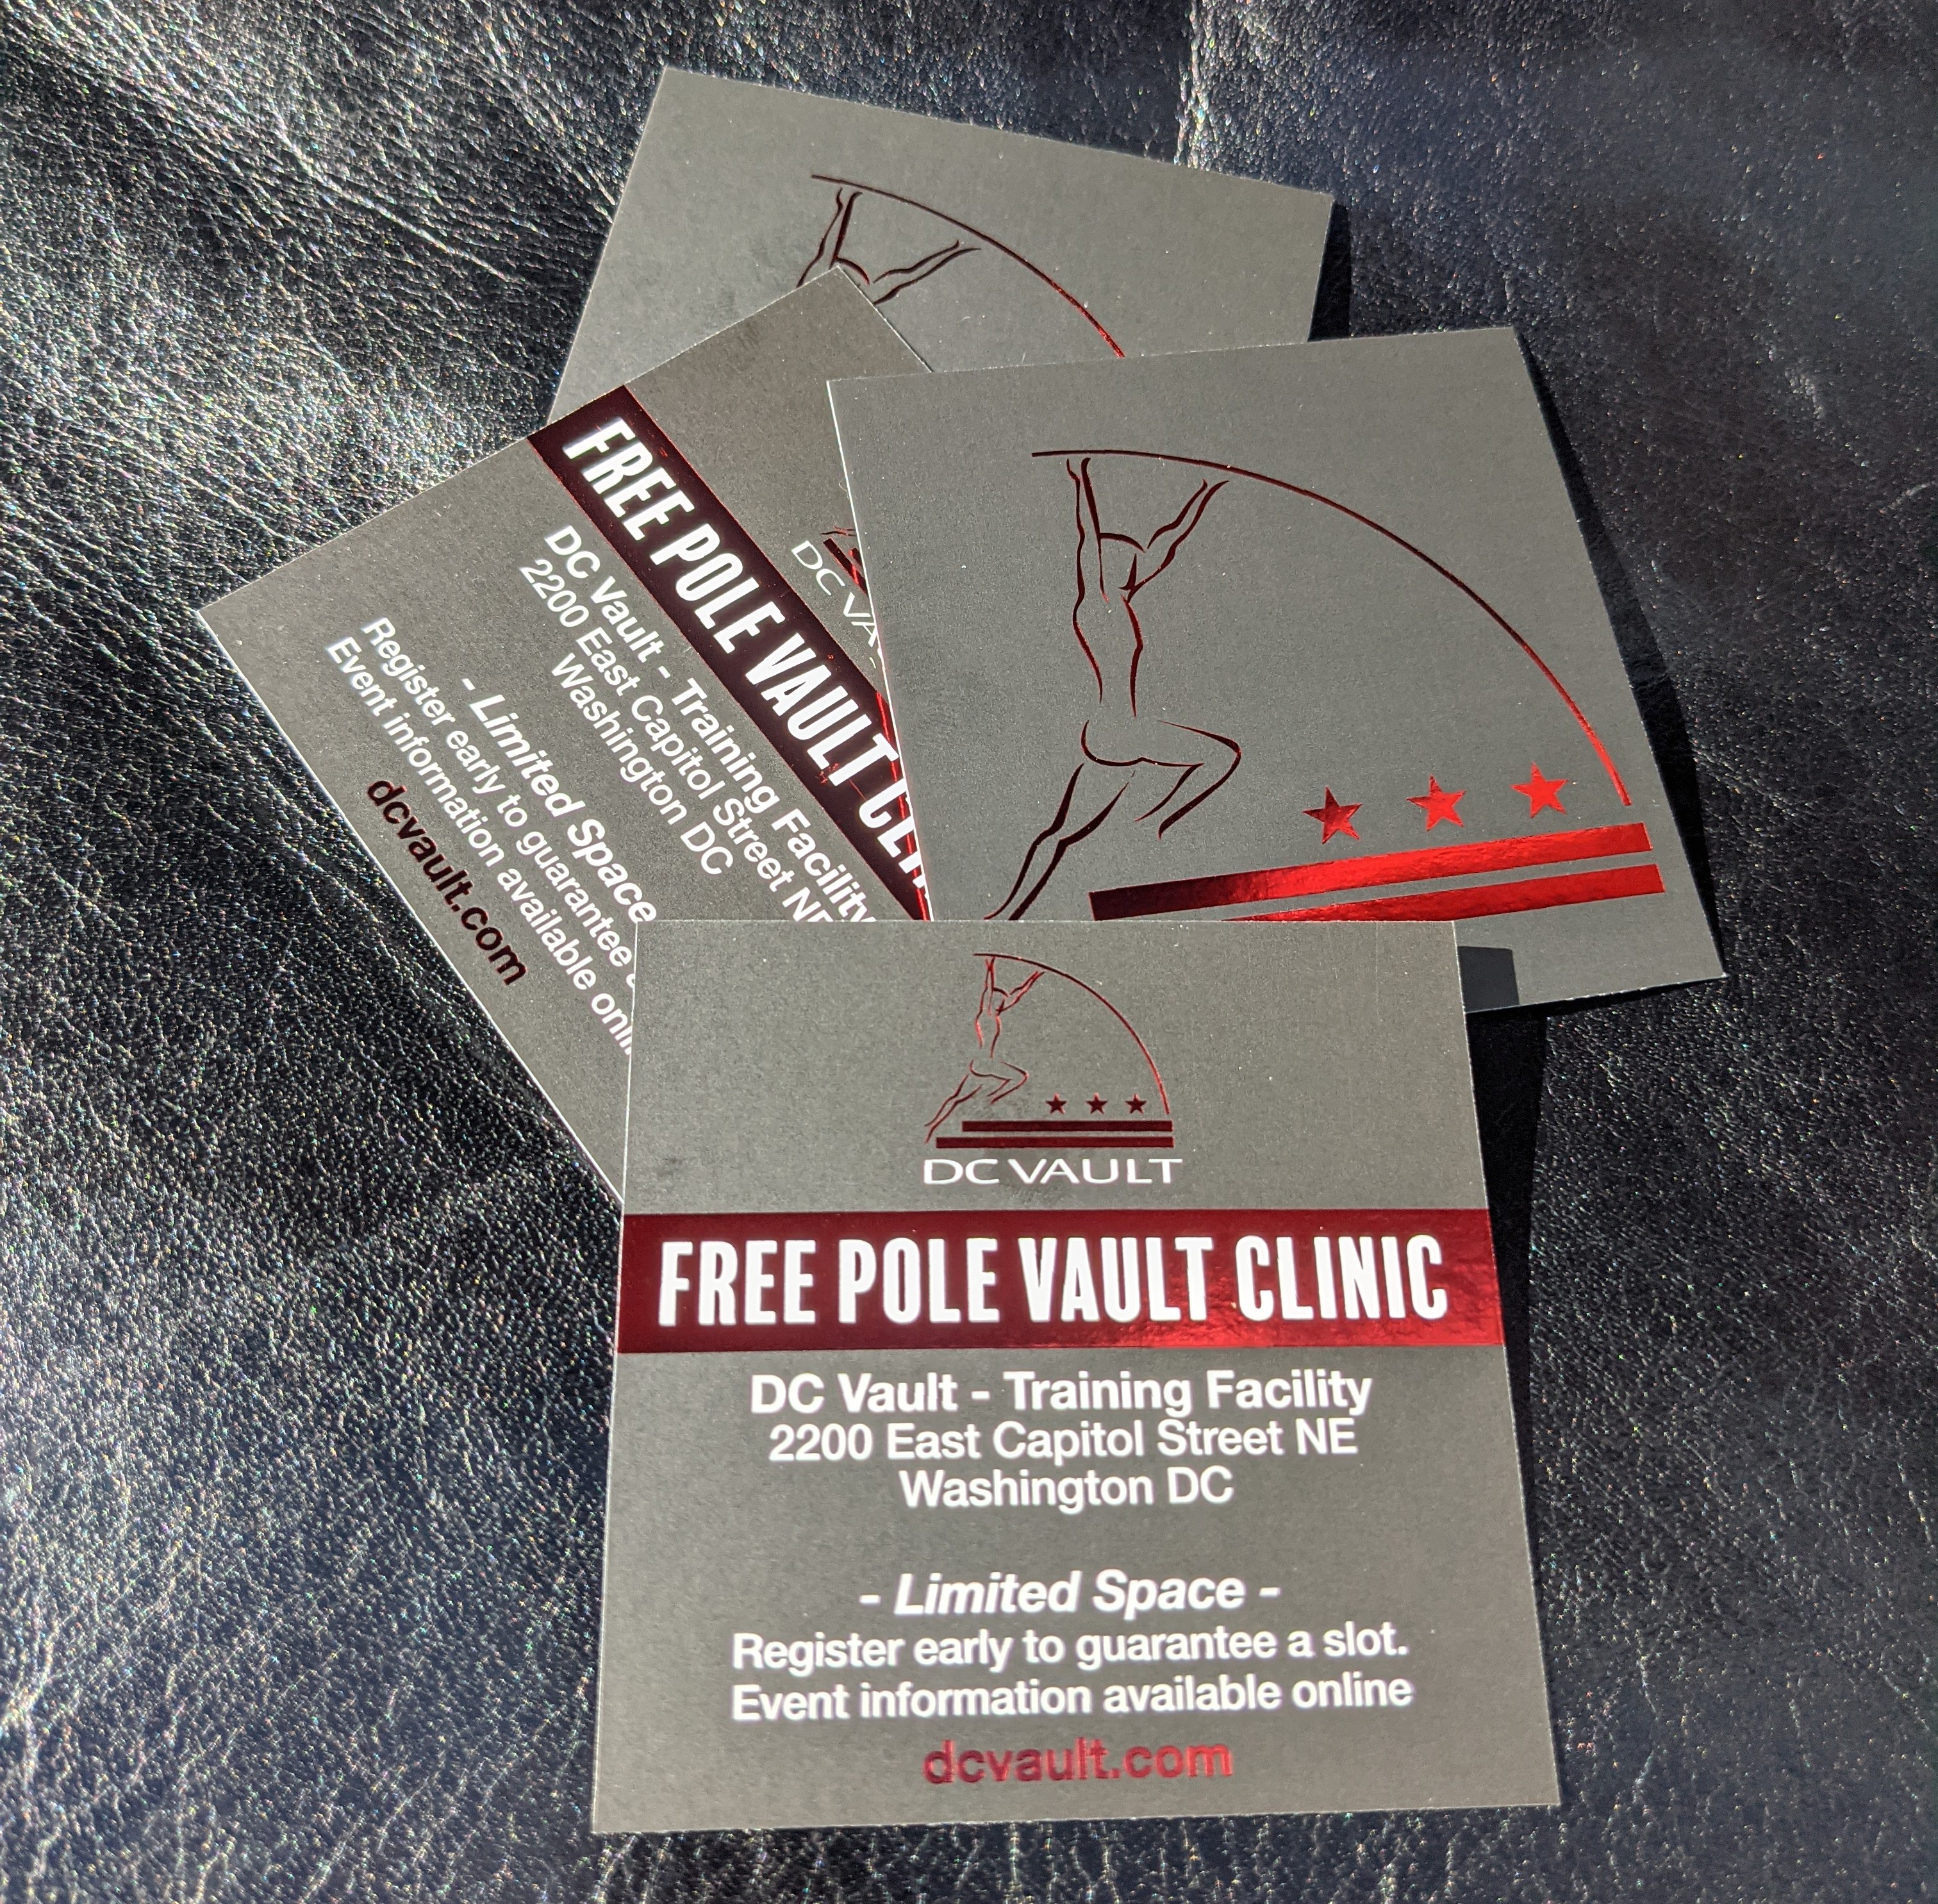 FREE POLE VAULT
DC Vault - Training Facility
2200 East Capitol Street NE
Washington DC
- Limited Space
Register early to guarantee
Event information available
dcvault.com
DC
DC VAULT
FREE POLE VAULT CLINIC
DC Vault - Training Facility
2200 East Capitol Street NE
Washington DC
- Limited Space -
Register early to guarantee a slot.
Event information available online
dcvault.com